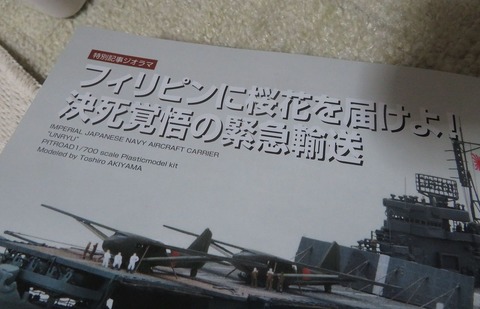 特別記事ジオラマ
フィリピンに桜花を届けよ!
決死覚悟の緊急輸送
IMPERIAL JAPANESE NAVY AIRCRAFT CARRIER
"UNRYU"
PITROAD 1/700 scale Plasticmodel kit
Modeled by Toshiro AKIYAMA